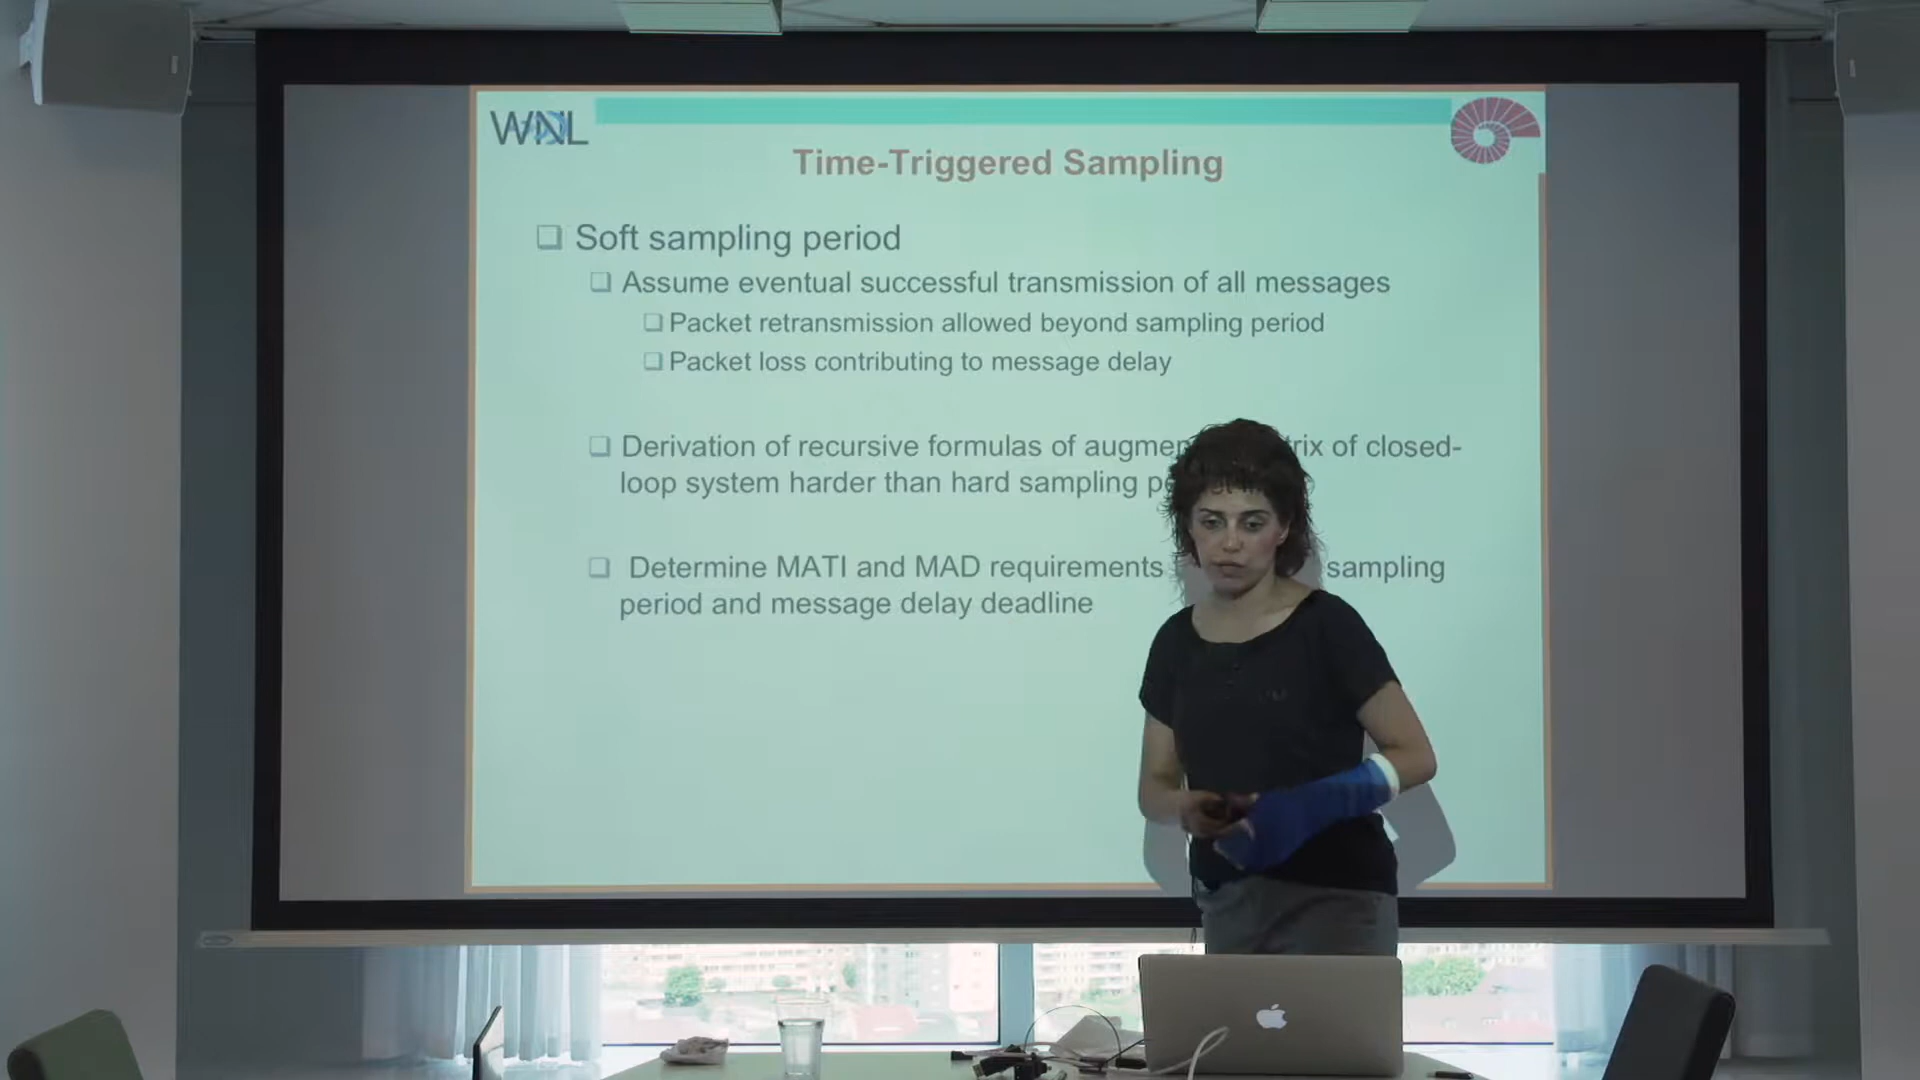 WNL
Time-Triggered Sampling
Soft sampling period
Assume eventual successful transmission of all messages
Packet retransmission allowed beyond sampling period
Packet loss contributing to message delay
Derivation of recursive formulas of of closed-
loop system harder than hard sampling
Determine MATI and MAD requirements sampling
period and message delay deadline